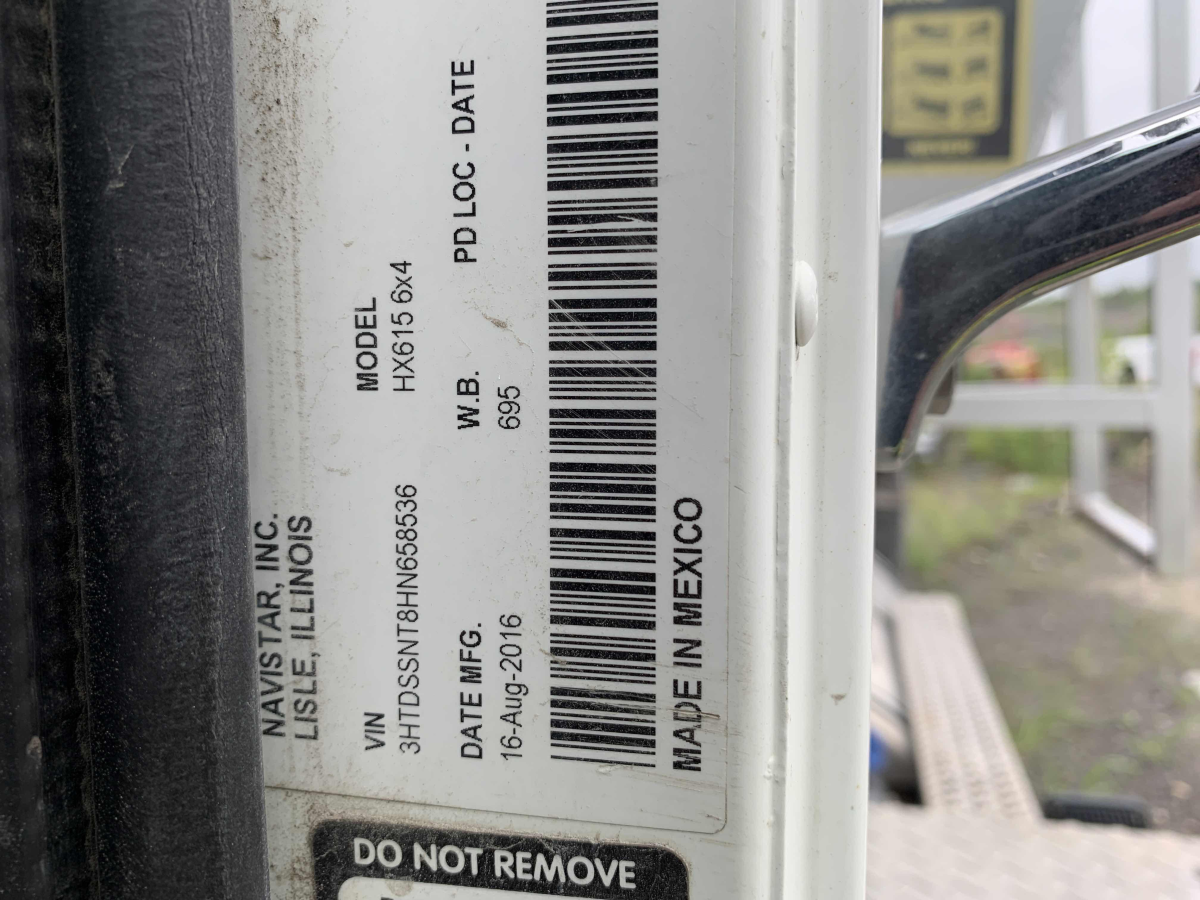 NAVISTAR, INC.
LISLE, ILLINOIS
VIN MODEL
3HTDSSNT8HN658536 HX615 6x4
DATE MFG. W.B. PD LOC - DATE
16-Aug-2016 695
MADE IN MEXICO
DO NOT REMOVE